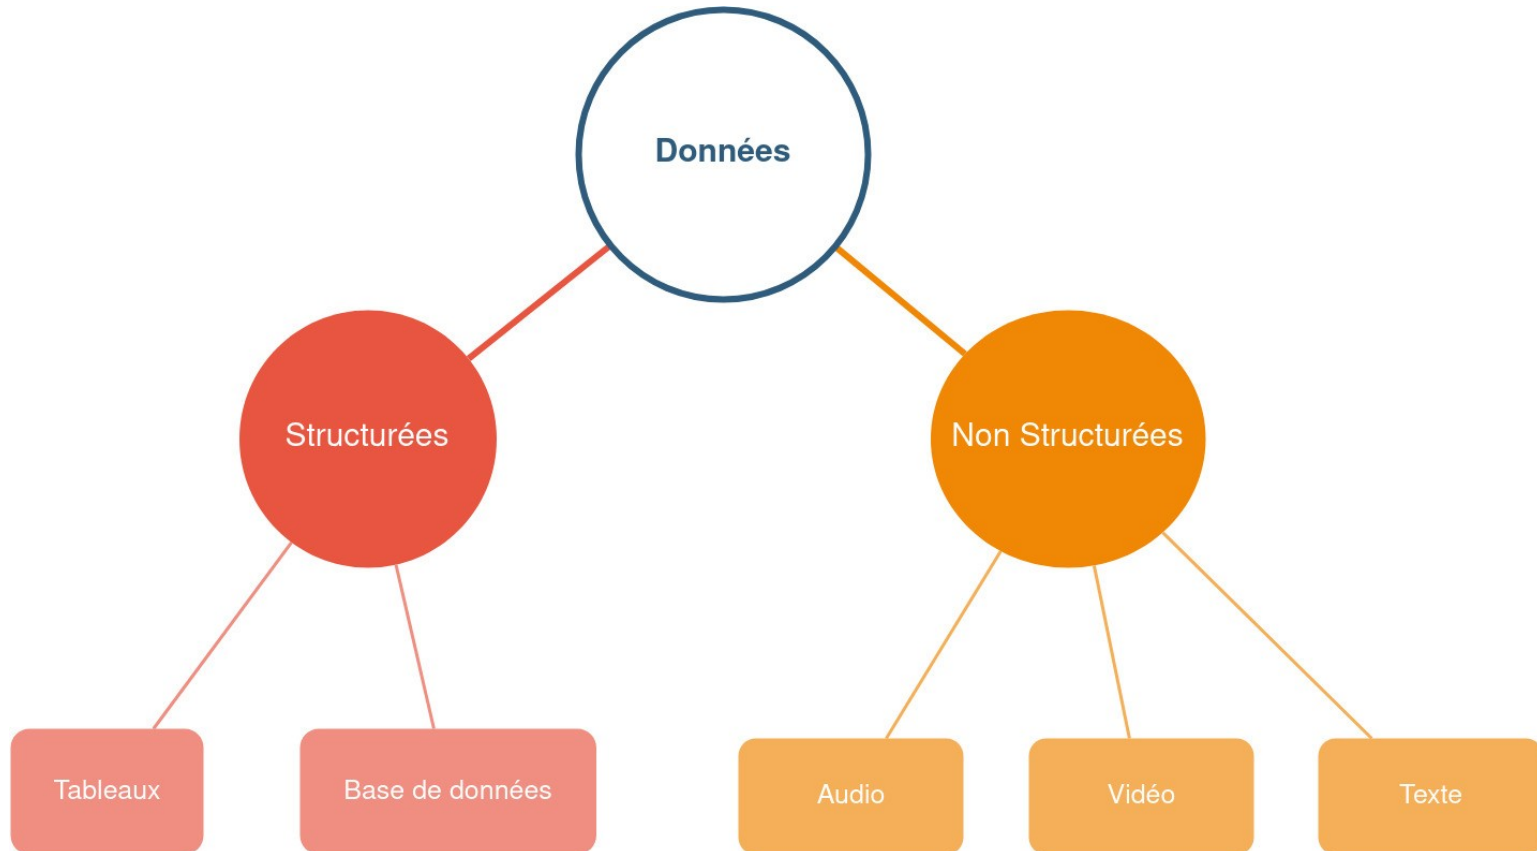 Données
Structurées
Non Structurées
Tableaux
Base de données
Audio
Vidéo
Texte